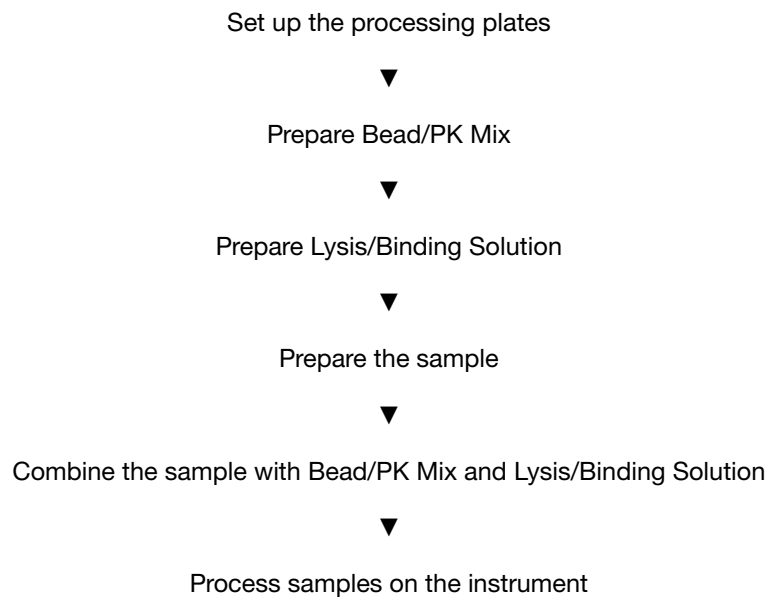 Set up the processing plates
▼
Prepare Bead/PK Mix
▼
Prepare Lysis/Binding Solution
▼
Prepare the sample
▼
Combine the sample with Bead/PK Mix and Lysis/Binding Solution
▼
Process samples on the instrument